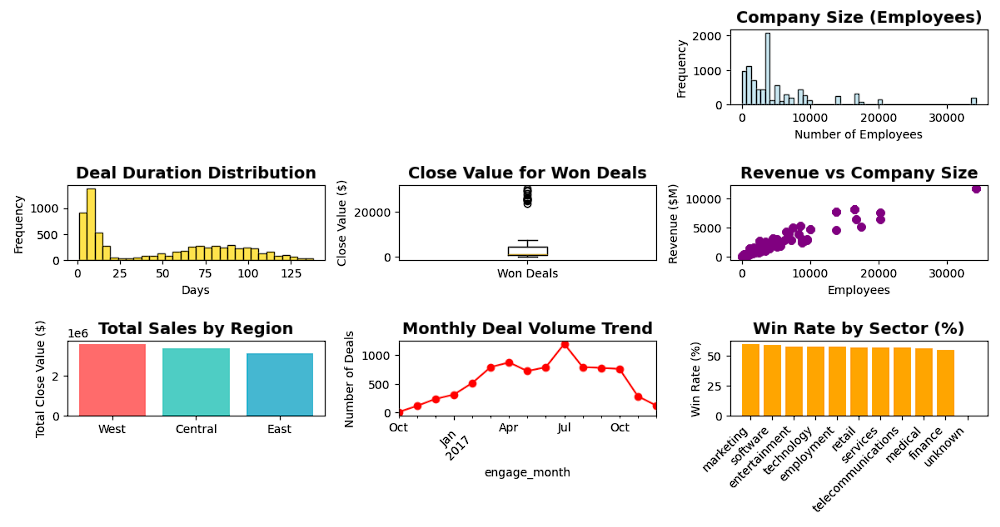 Company Size (Employees)
Frequency
2000
1000
0
0 10000 20000 30000
Number of Employees
Deal Duration Distribution
Frequency
1000
500
0
0 25 50 75 100 125
Days
Close Value for Won Deals
Close Value ($)
20000
0
Won Deals
Revenue vs Company Size
Revenue ($M)
10000
5000
0
0 10000 20000 30000
Employees
Total Sales by Region
1e6
Total Close Value ($)
2
0
West Central East
Monthly Deal Volume Trend
Number of Deals
1000
500
0
Oct Jan Apr Jul Oct
2017
engage_month
Win Rate by Sector (%)
Win Rate (%)
50
25
0
marketing
software
entertainment
technology
employment
retail
services
telecommunications
medical
finance
unknown